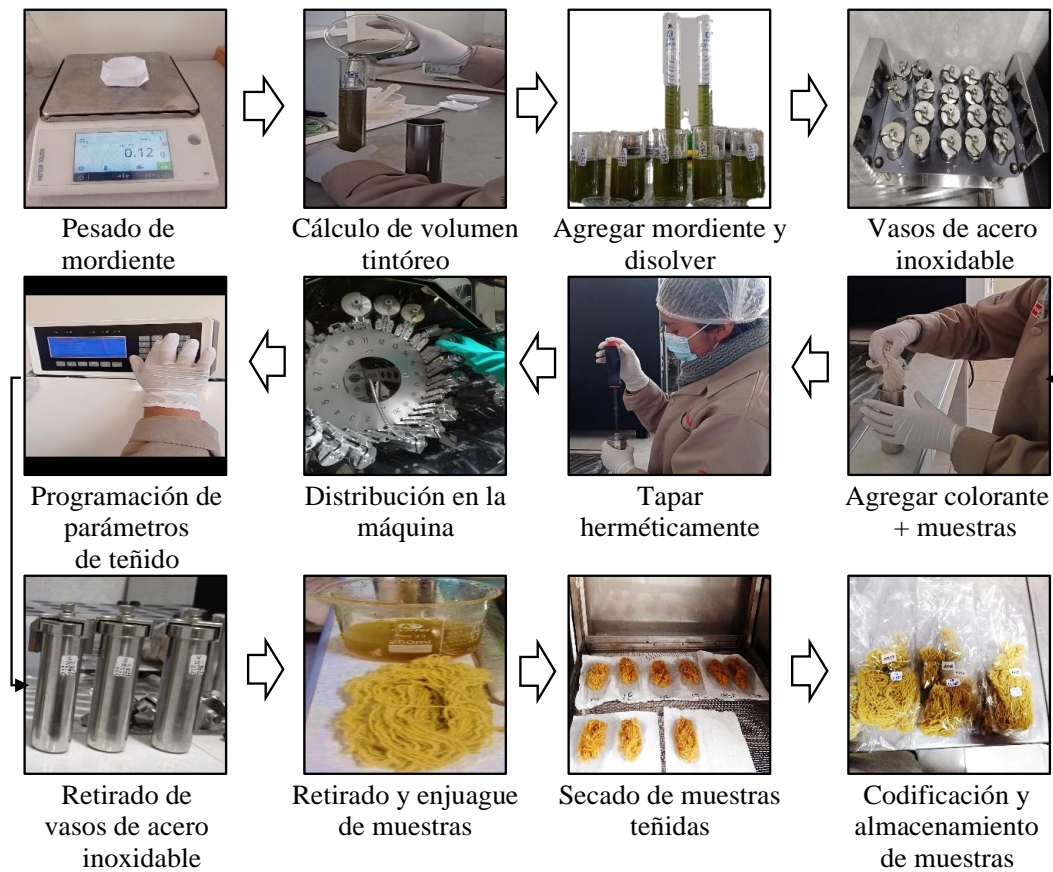 0.12 g
Pesado de
mordiente
Cálculo de volumen
tintóreo
Agregar mordiente y
disolver
Vasos de acero
inoxidable
Programación de
parámetros
de teñido
Distribución en la
máquina
Tapar
herméticamente
Agregar colorante
+ muestras
Retirado de
vasos de acero
inoxidable
Retirado y enjuague
de muestras
Secado de muestras
teñidas
Codificación y
almacenamiento
de muestras